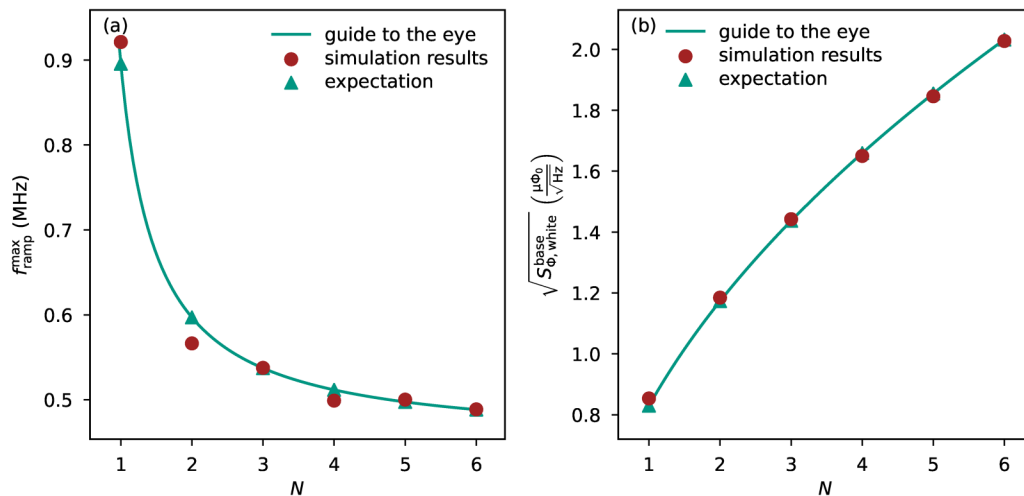 (a)
guide to the eye
simulation results
expectation
0.9
0.8
0.7
0.6
0.5
f_ramp^max (MHz)
1 2 3 4 5 6
N
(b)
guide to the eye
simulation results
expectation
2.0
1.8
1.6
1.4
1.2
1.0
0.8
√S_Φ,white^base (μΦ₀/√Hz)
1 2 3 4 5 6
N